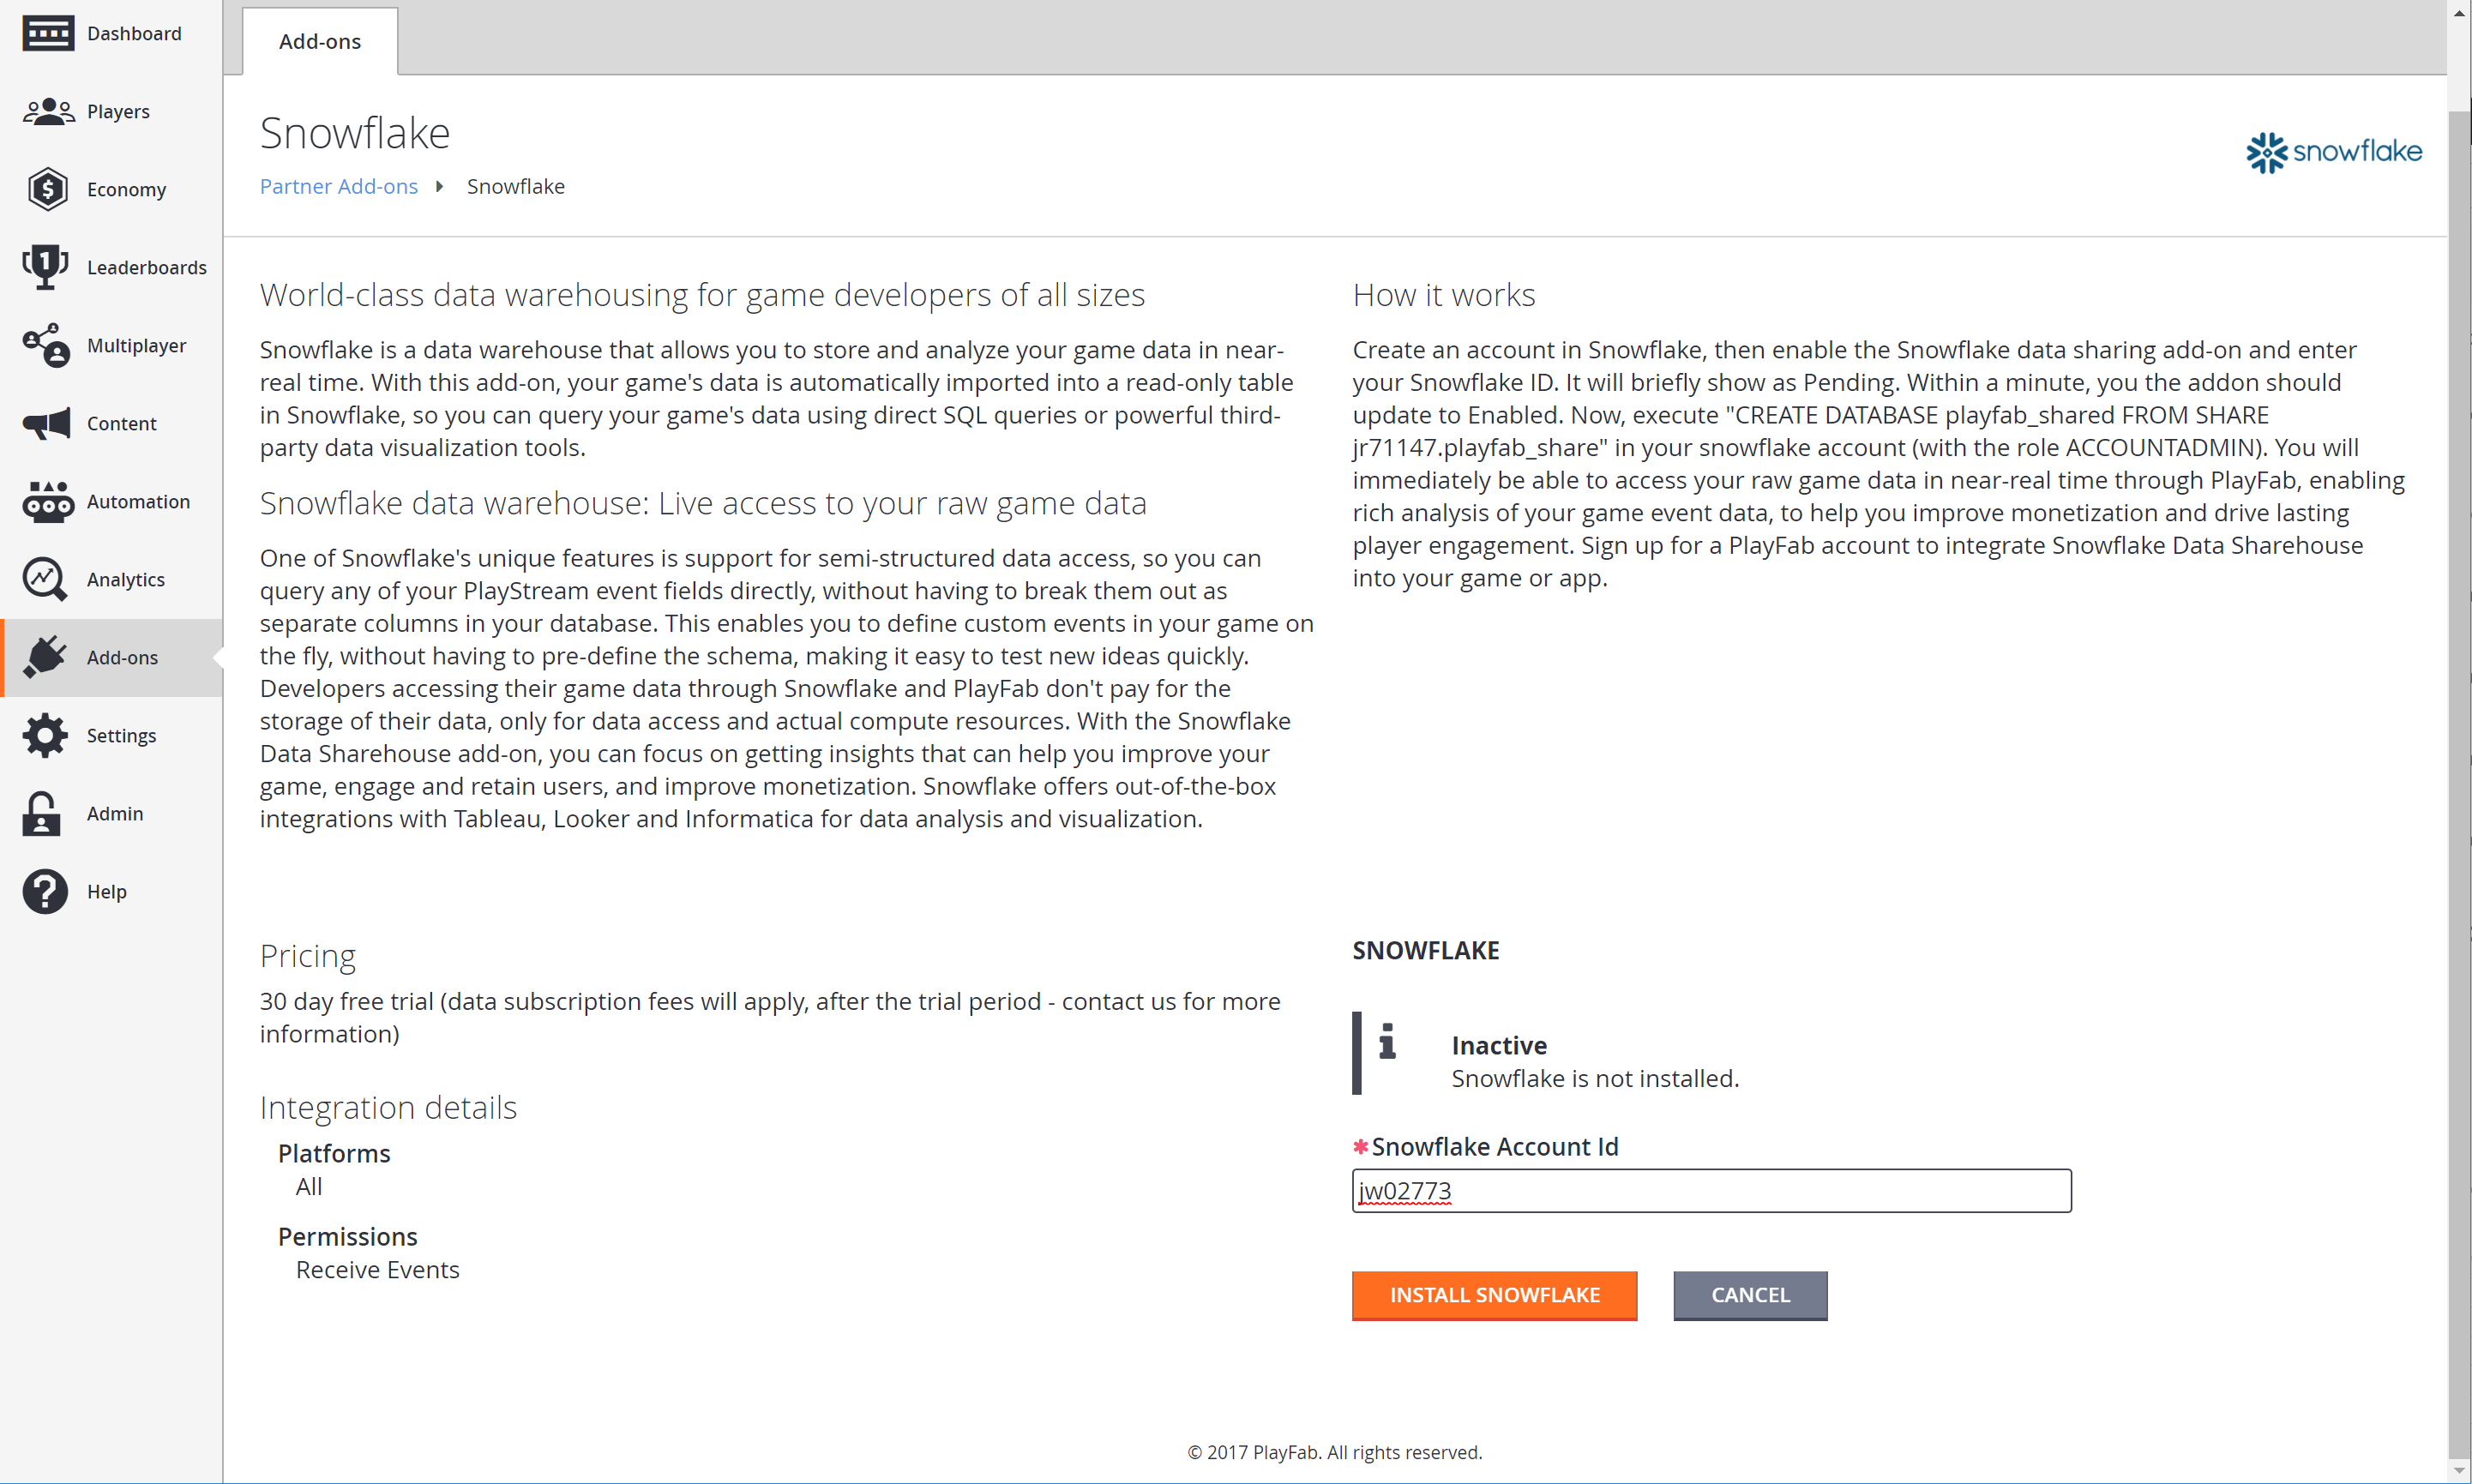 Dashboard
Players
Economy
Leaderboards
Multiplayer
Content
Automation
Analytics
Add-ons
Settings
Admin
Help
Add-ons
Snowflake
Partner Add-ons Snowflake
snowflake
World-class data warehousing for game developers of all sizes
Snowflake is a data warehouse that allows you to store and analyze your game data in near-
real time. With this add-on, your game's data is automatically imported into a read-only table
in Snowflake, so you can query your game's data using direct SQL queries or powerful third-
party data visualization tools.
Snowflake data warehouse: Live access to your raw game data
One of Snowflake's unique features is support for semi-structured data access, so you can
query any of your PlayStream event fields directly, without having to break them out as
separate columns in your database. This enables you to define custom events in your game on
the fly, without having to pre-define the schema, making it easy to test new ideas quickly.
Developers accessing their game data through Snowflake and PlayFab don't pay for the
storage of their data, only for data access and actual compute resources. With the Snowflake
Data Sharehouse add-on, you can focus on getting insights that can help you improve your
game, engage and retain users, and improve monetization. Snowflake offers out-of-the-box
integrations with Tableau, Looker and Informatica for data analysis and visualization.
How it works
Create an account in Snowflake, then enable the Snowflake data sharing add-on and enter
your Snowflake ID. It will briefly show as Pending. Within a minute, you the addon should
update to Enabled. Now, execute "CREATE DATABASE playfab_shared FROM SHARE
jr71147.playfab_share" in your snowflake account (with the role ACCOUNTADMIN). You will
immediately be able to access your raw game data in near-real time through PlayFab, enabling
rich analysis of your game event data, to help you improve monetization and drive lasting
player engagement. Sign up for a PlayFab account to integrate Snowflake Data Sharehouse
into your game or app.
Pricing
30 day free trial (data subscription fees will apply, after the trial period - contact us for more
information)
Integration details
Platforms
All
Permissions
Receive Events
SNOWFLAKE
Inactive
Snowflake is not installed.
*Snowflake Account Id
jw02773
INSTALL SNOWFLAKE
CANCEL
© 2017 PlayFab. All rights reserved.